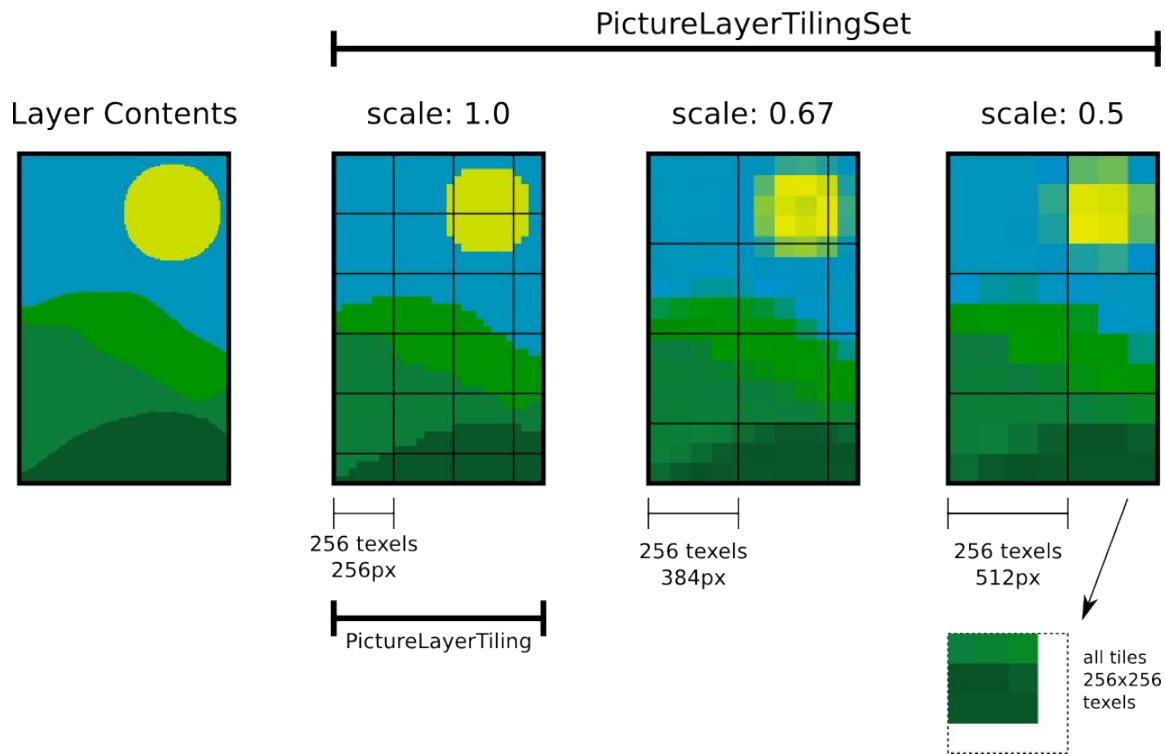 PictureLayerTilingSet
Layer Contents
scale: 1.0
scale: 0.67
scale: 0.5
256 texels
256px
256 texels
384px
256 texels
512px
PictureLayerTiling
all tiles
256x256
texels